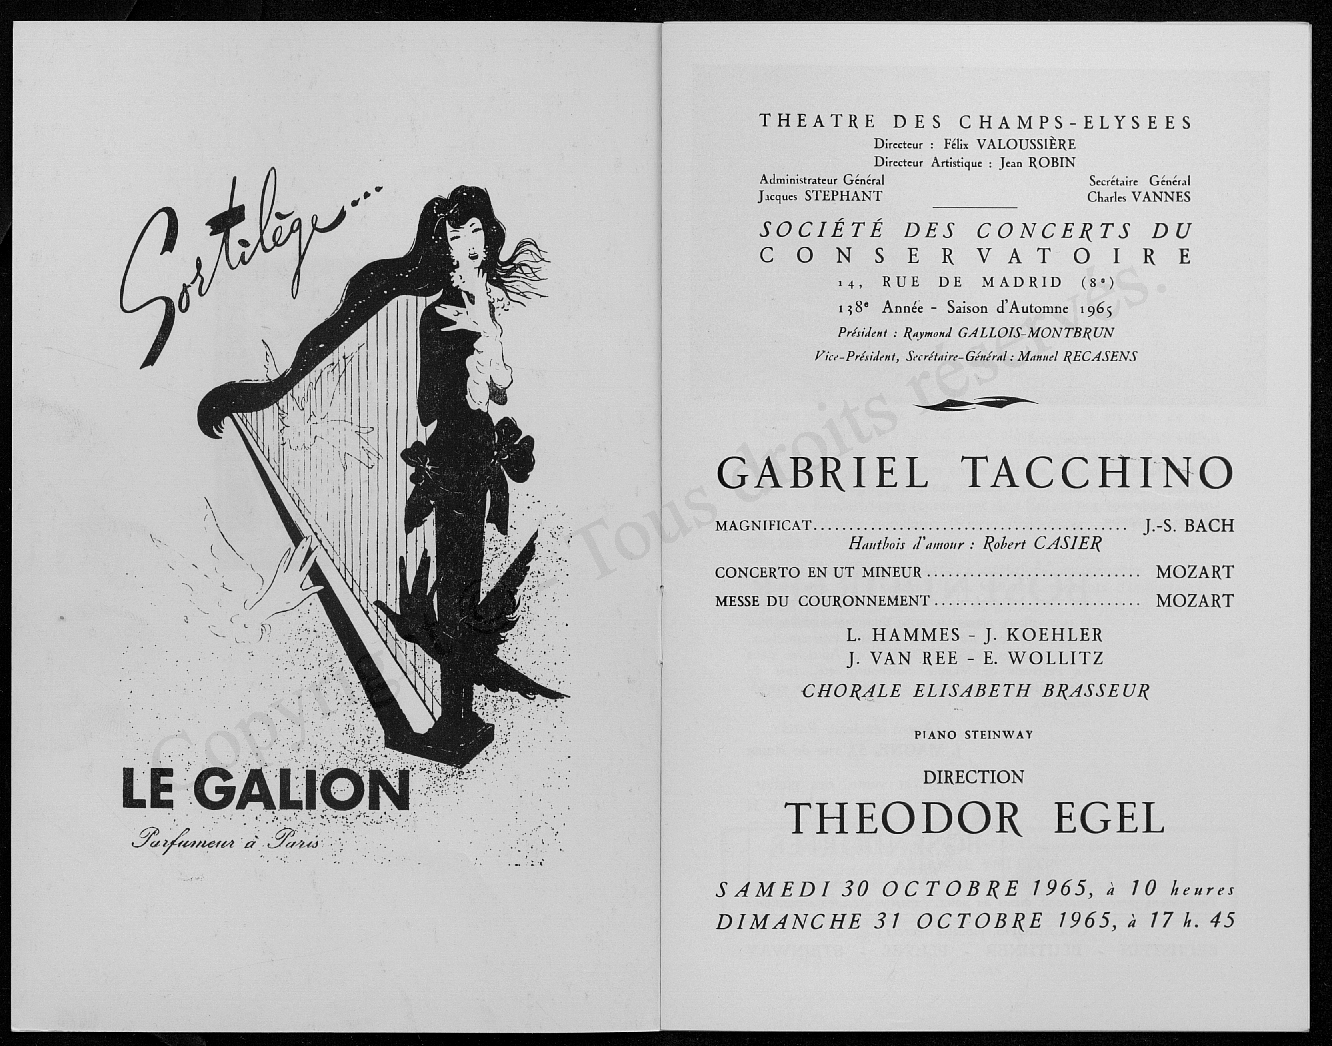 Sortilège...
LE GALION
Parfumeur à Paris
THEATRE DES CHAMPS-ELYSEES
Directeur : Félix VALOUSSIÈRE
Directeur Artistique : Jean ROBIN
Administrateur Général
Jacques STEPHANT
Secrétaire Général
Charles VANNES
SOCIÉTÉ DES CONCERTS DU
CONSERVATOIRE
14, RUE DE MADRID (8e)
138e Année - Saison d'Automne 1965
Président : Raymond GALLOIS-MONTBRUN
Vice-Président, Secrétaire-Général : Manuel RECASENS
GABRIEL TACCHINO
MAGNIFICAT........................................ J.-S. BACH
Hautbois d'amour : Robert CASIER
CONCERTO EN UT MINEUR.............................. MOZART
MESSE DU COURONNEMENT............................. MOZART
L. HAMMES - J. KOEHLER
J. VAN REE - E. WOLLITZ
CHORALE ELISABETH BRASSEUR
PIANO STEINWAY
DIRECTION
THEODOR EGEL
SAMEDI 30 OCTOBRE 1965, à 10 heures
DIMANCHE 31 OCTOBRE 1965, à 17 h. 45
Tous droits réservés.